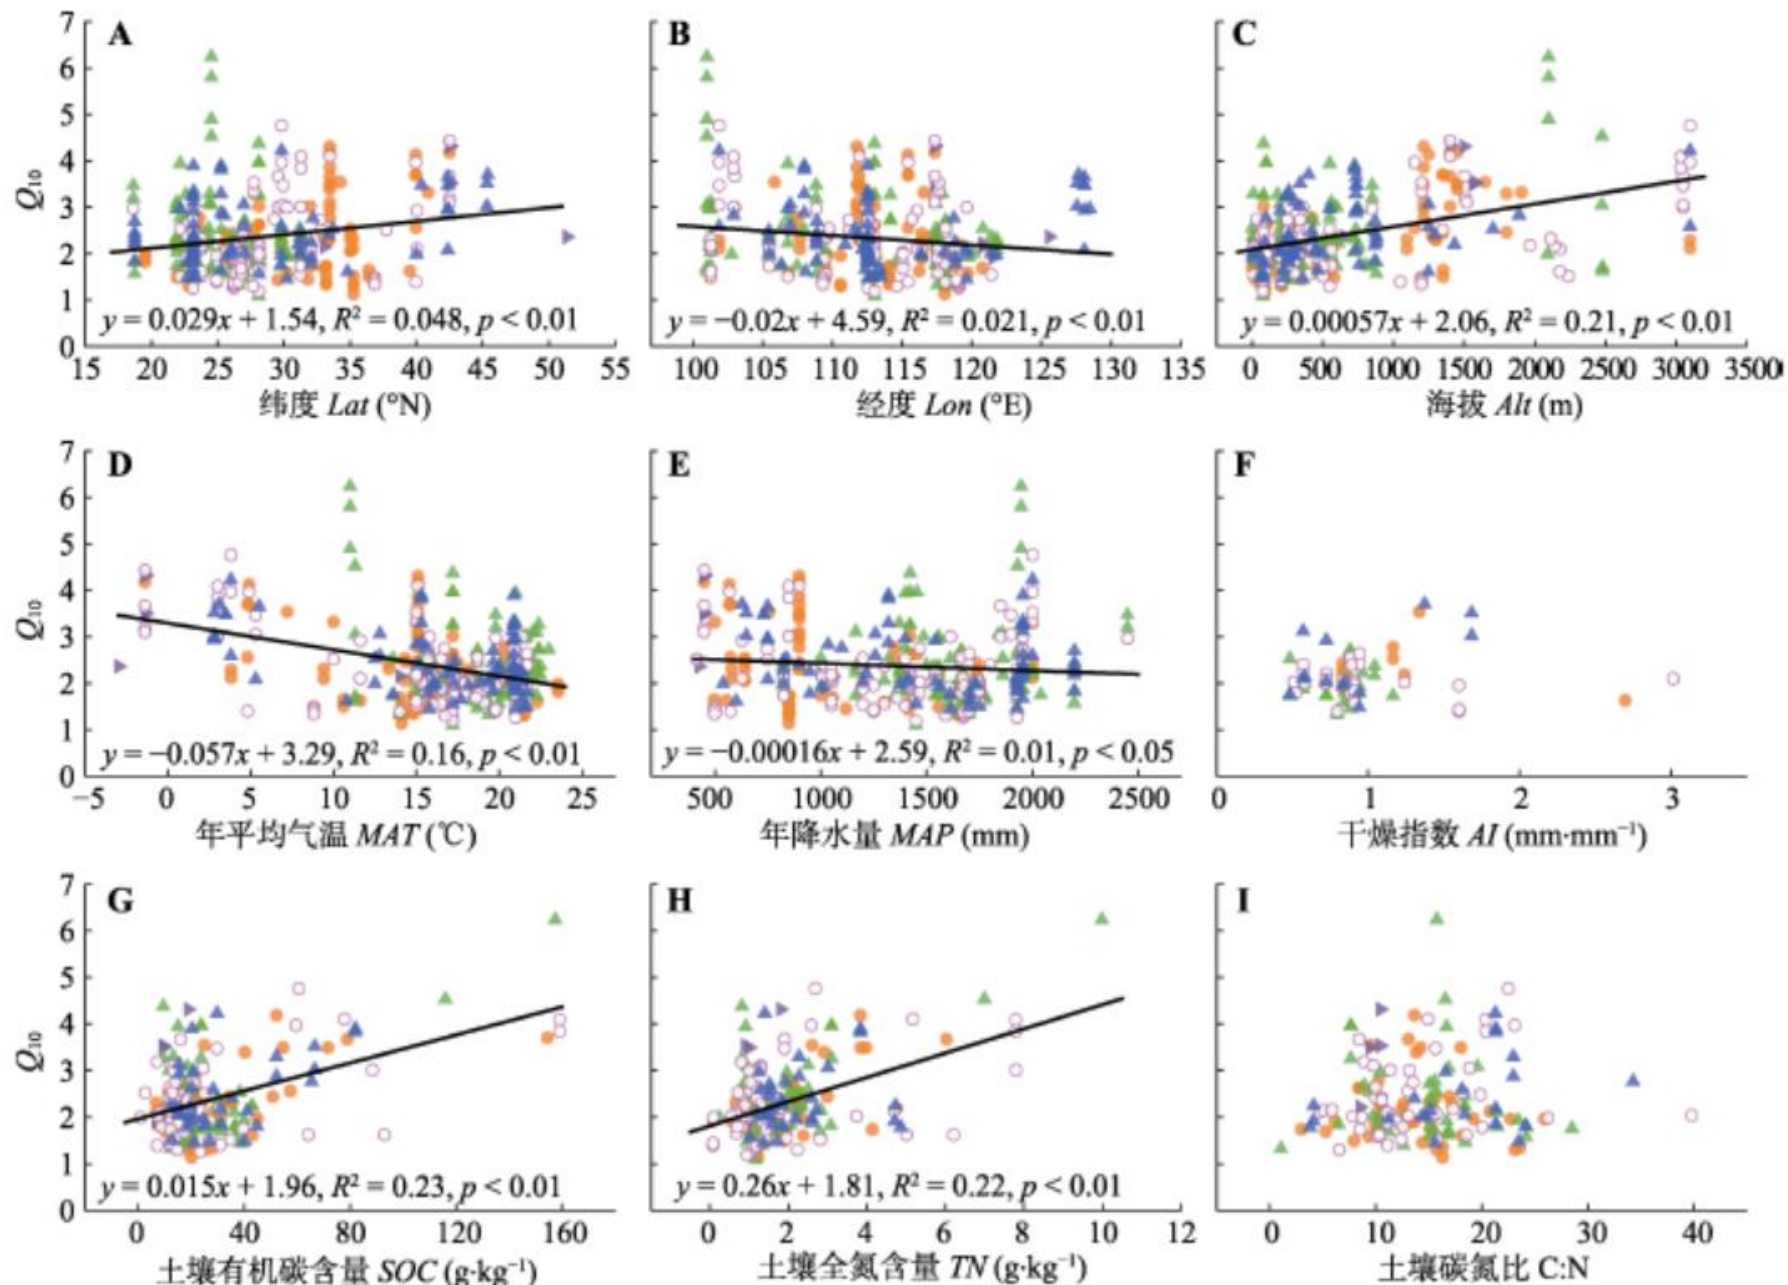 A
B
C
7
6
5
4
3
2
1
0
Q10
y = 0.029x + 1.54, R² = 0.048, p < 0.01
y = −0.02x + 4.59, R² = 0.021, p < 0.01
y = 0.00057x + 2.06, R² = 0.21, p < 0.01
15 20 25 30 35 40 45 50 55
100 105 110 115 120 125 130 135
0 500 1000 1500 2000 2500 3000 3500
纬度 Lat (°N)
经度 Lon (°E)
海拔 Alt (m)
D
E
F
7
6
5
4
3
2
1
0
Q10
y = −0.057x + 3.29, R² = 0.16, p < 0.01
y = −0.00016x + 2.59, R² = 0.01, p < 0.05
−5 0 5 10 15 20 25
500 1000 1500 2000 2500
0 1 2 3
年平均气温 MAT (℃)
年降水量 MAP (mm)
干燥指数 AI (mm·mm⁻¹)
G
H
I
7
6
5
4
3
2
1
0
Q10
y = 0.015x + 1.96, R² = 0.23, p < 0.01
y = 0.26x + 1.81, R² = 0.22, p < 0.01
0 40 80 120 160
0 2 4 6 8 10 12
0 10 20 30 40
土壤有机碳含量 SOC (g·kg⁻¹)
土壤全氮含量 TN (g·kg⁻¹)
土壤碳氮比 C:N